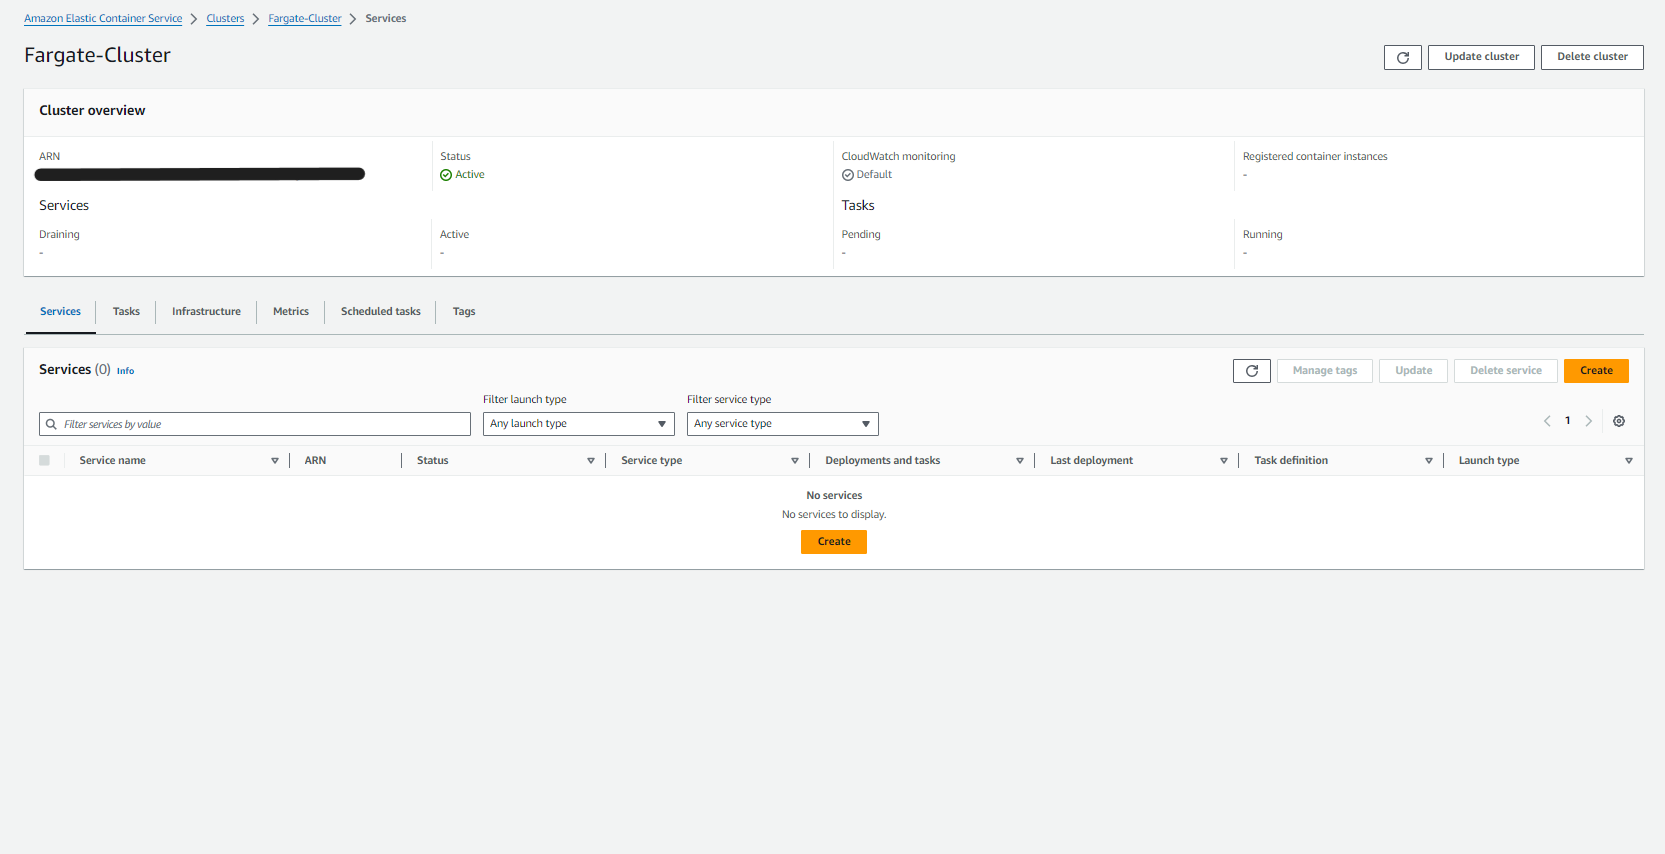 Amazon Elastic Container Service > Clusters > Fargate-Cluster > Services
Fargate-Cluster
Update cluster
Delete cluster
Cluster overview
ARN
Status
Active
CloudWatch monitoring
Default
Registered container instances
-
Services
Tasks
Draining
-
Active
-
Pending
-
Running
-
Services
Tasks
Infrastructure
Metrics
Scheduled tasks
Tags
Services (0) Info
Manage tags
Update
Delete service
Create
Filter launch type
Filter service type
Filter services by value
Any launch type
Any service type
1
Service name
ARN
Status
Service type
Deployments and tasks
Last deployment
Task definition
Launch type
No services
No services to display.
Create